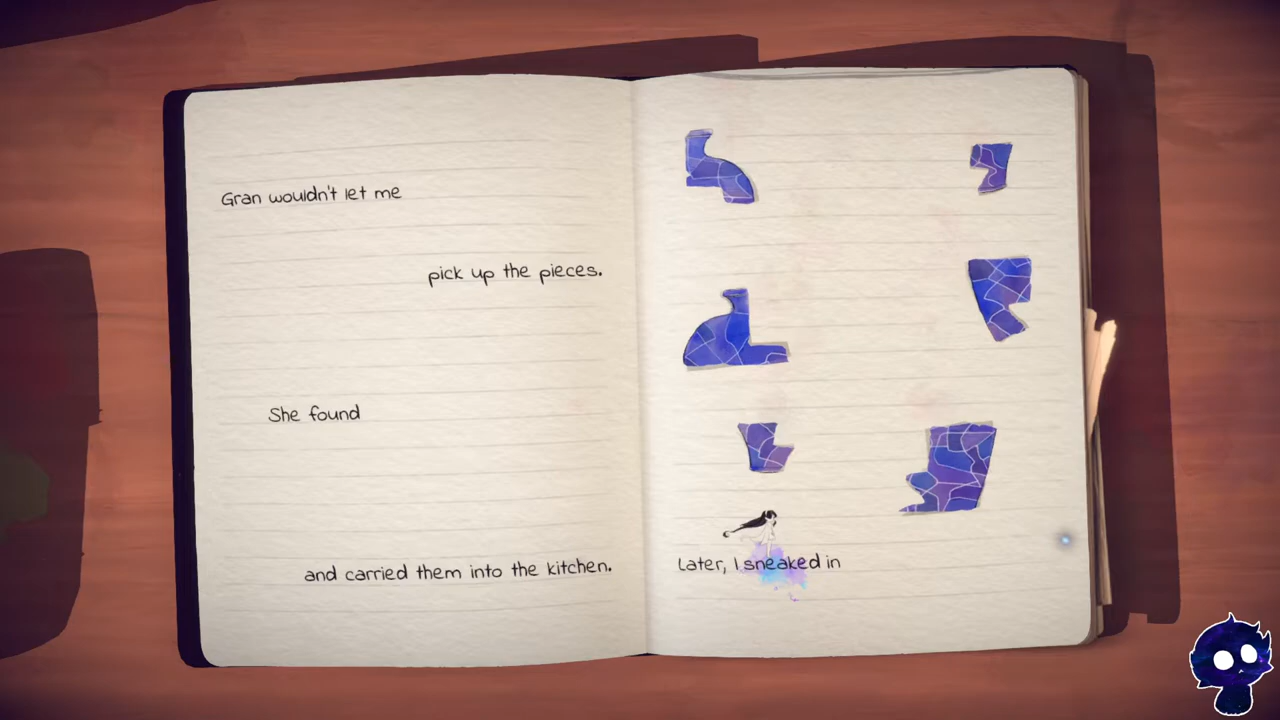 Gran wouldn't let me
pick up the pieces.
She found
and carried them into the kitchen.
Later, I sneaked in